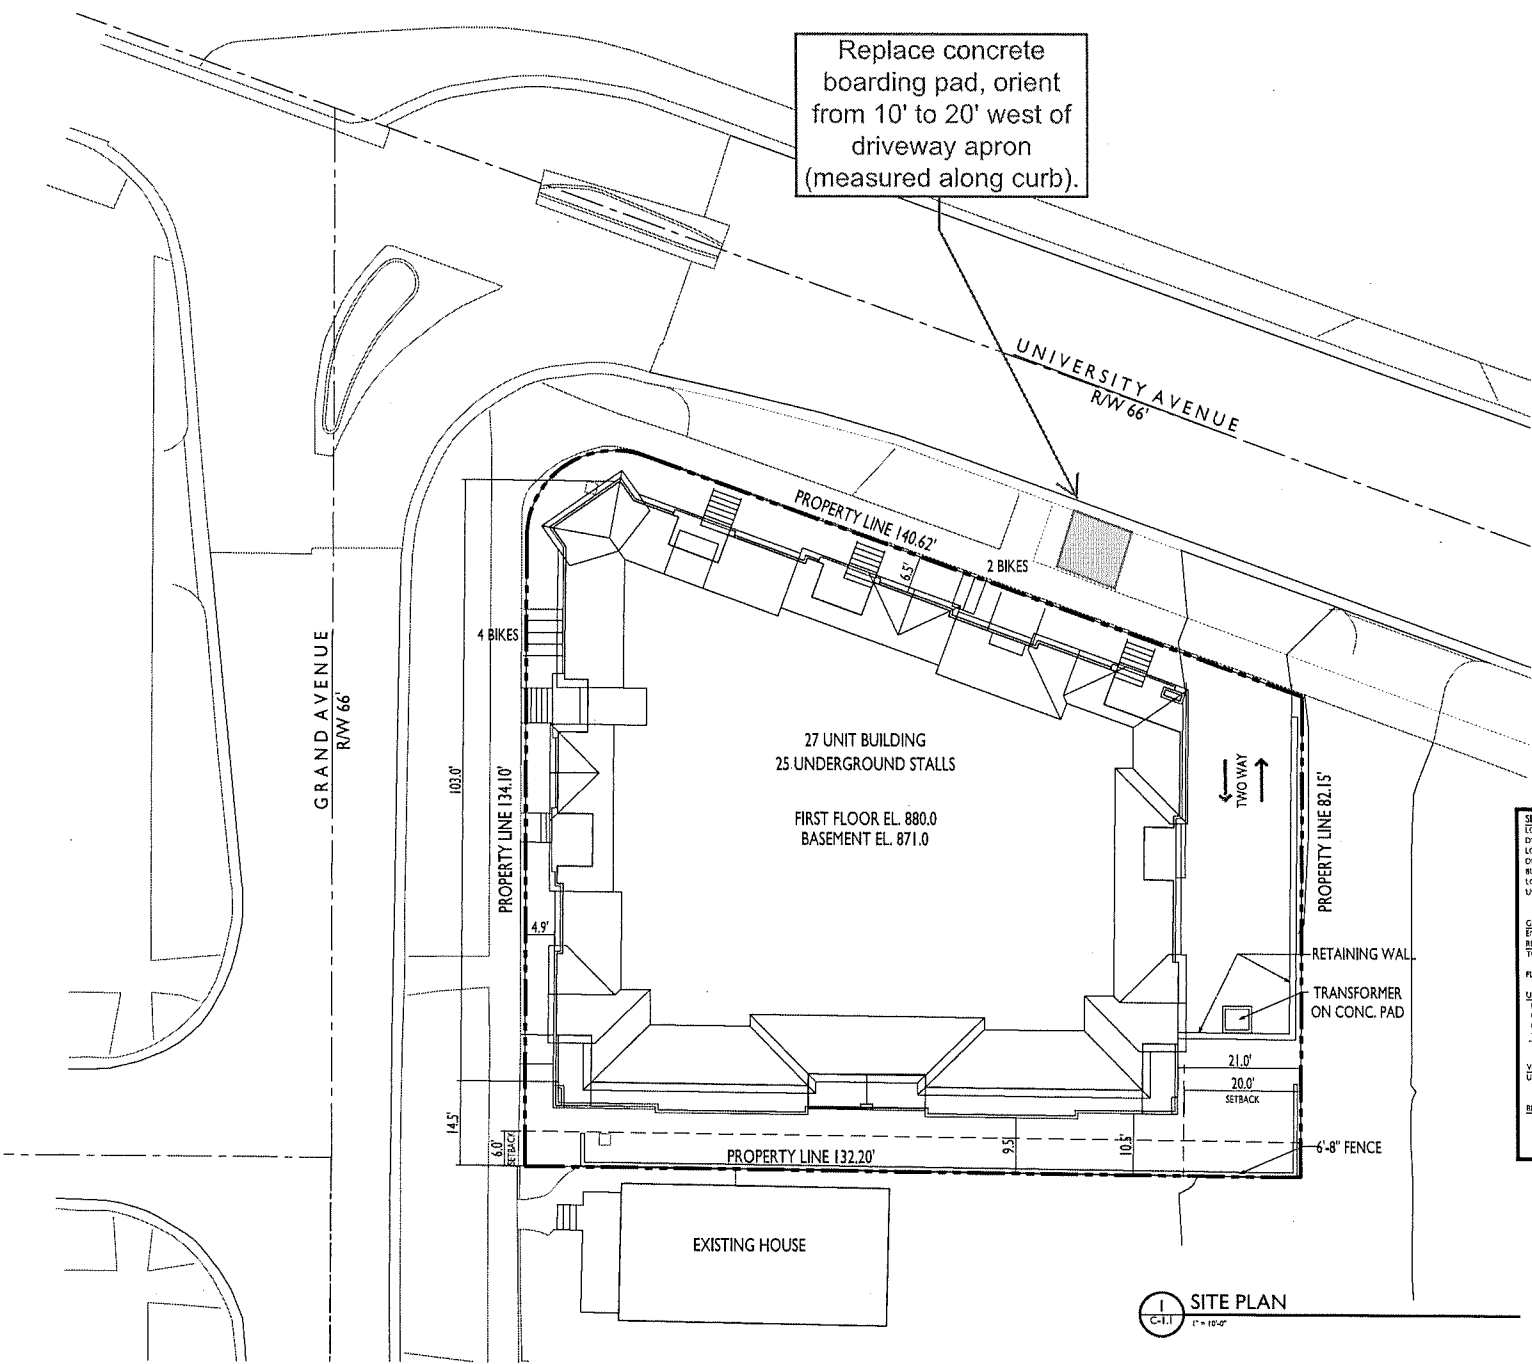 Replace concrete
boarding pad, orient
from 10' to 20' west of
driveway apron
(measured along curb).
UNIVERSITY AVENUE
R/W 66'
PROPERTY LINE 140.62'
6.5'
2 BIKES
4 BIKES
GRAND AVENUE
R/W 66'
103.0'
PROPERTY LINE 134.10'
27 UNIT BUILDING
25 UNDERGROUND STALLS
FIRST FLOOR EL. 880.0
BASEMENT EL. 871.0
TWO WAY
PROPERTY LINE 82.15'
4.9'
RETAINING WAL
TRANSFORMER
ON CONC. PAD
21.0'
20.0'
SETBACK
14.5'
6.0'
SETBACK
9.5'
10.5'
PROPERTY LINE 132.20'
6'-8" FENCE
EXISTING HOUSE
1
C-1.1
SITE PLAN
1" = 10'-0"